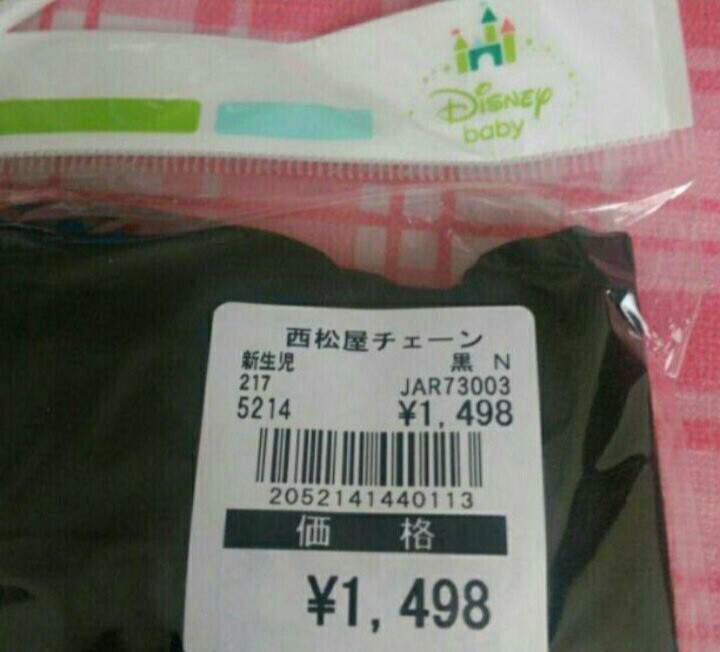 Disney
baby
西松屋チェーン
新生児 黒 N
217 JAR73003
5214 ¥1,498
2052141440113
価 格
¥1,498